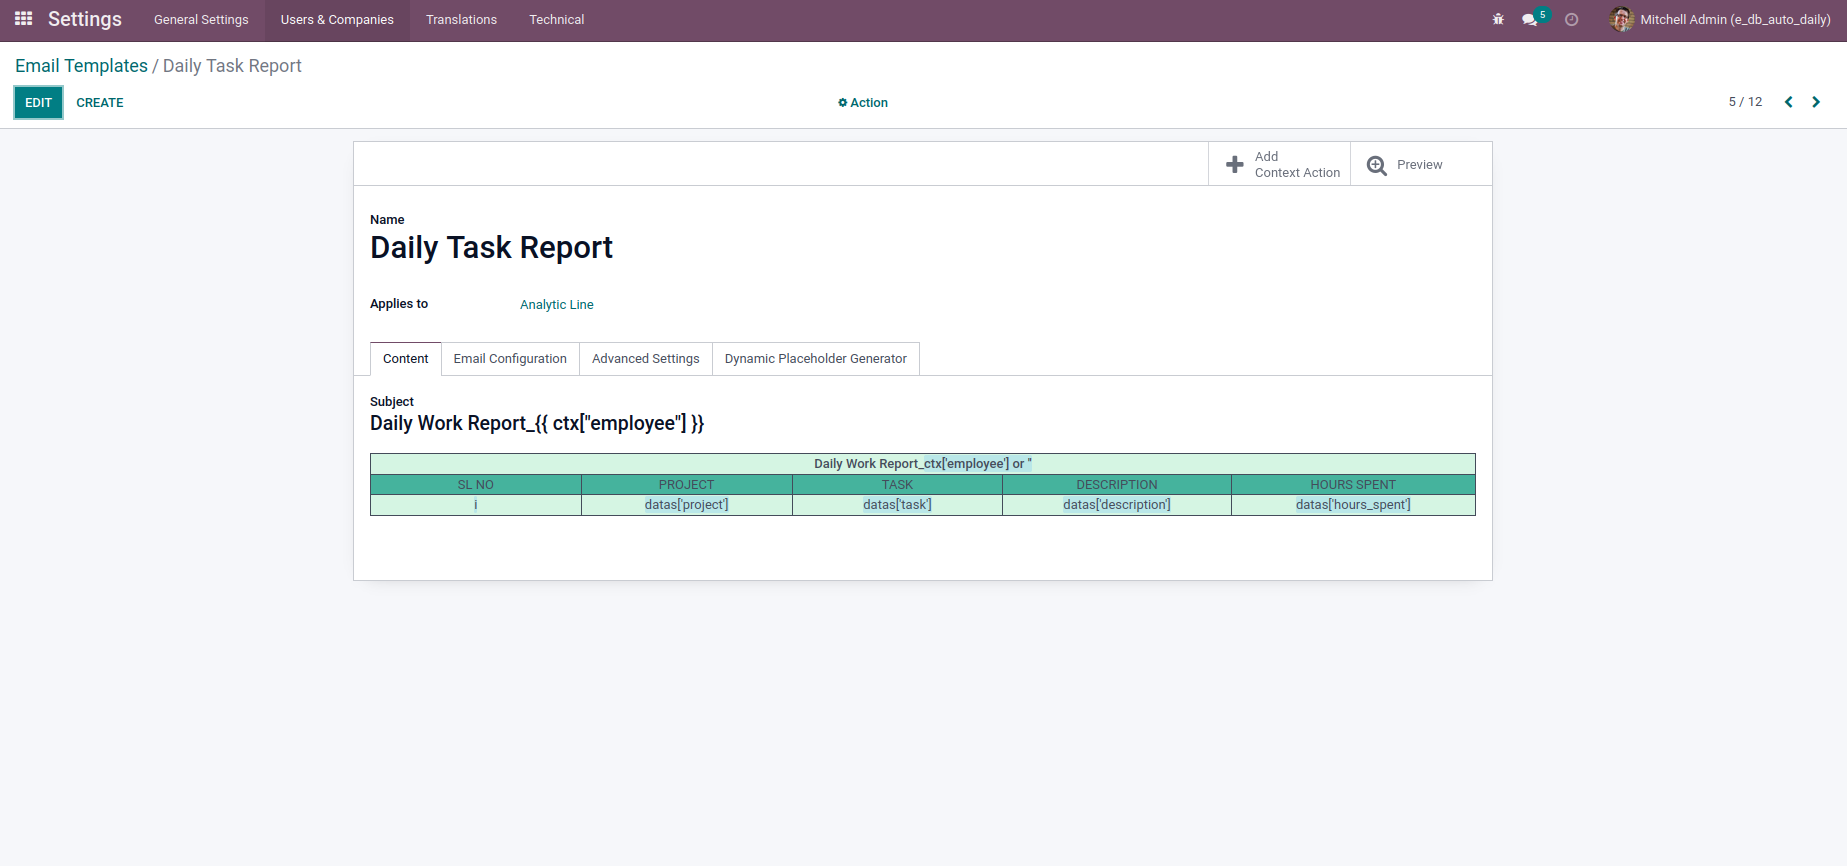 Settings General Settings Users & Companies Translations Technical 5 Mitchell Admin (e_db_auto_daily)
Email Templates / Daily Task Report
EDIT CREATE Action 5 / 12
Add
Context Action
Preview
Name
Daily Task Report
Applies to Analytic Line
Content Email Configuration Advanced Settings Dynamic Placeholder Generator
Subject
Daily Work Report_{{ ctx["employee"] }}
Daily Work Report_ctx['employee'] or ''
SL NO PROJECT TASK DESCRIPTION HOURS SPENT
i datas['project'] datas['task'] datas['description'] datas['hours_spent']